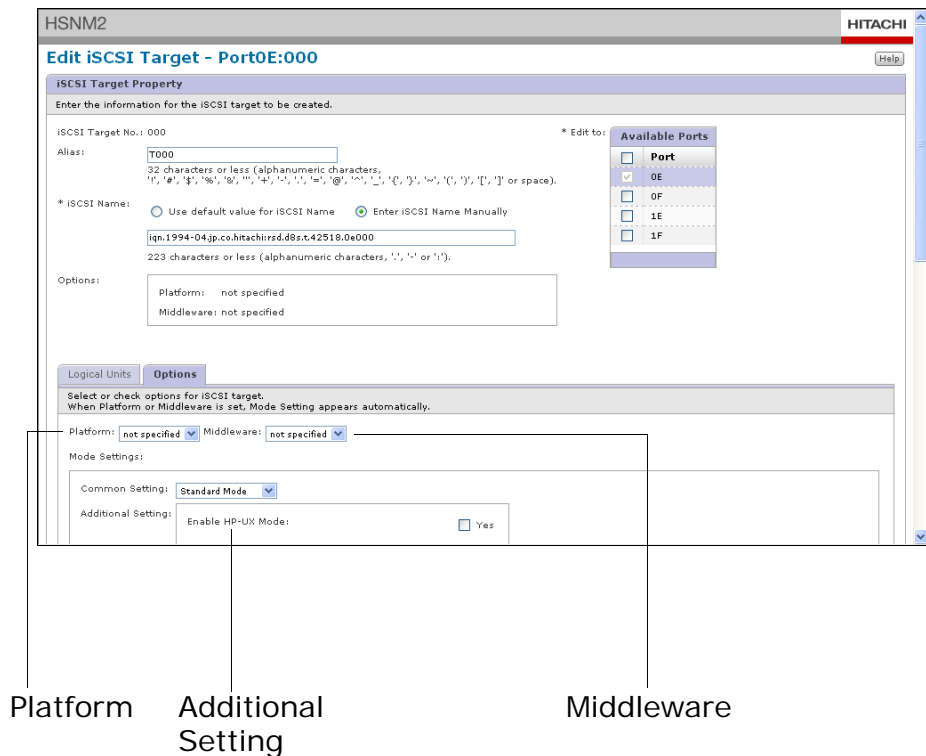 HSNM2
HITACHI
Edit iSCSI Target - Port0E:000
Help
iSCSI Target Property
Enter the information for the iSCSI target to be created.
iSCSI Target No.: 000
* Edit to:
Available Ports
Port
0E
0F
1E
1F
Alias:
T000
32 characters or less (alphanumeric characters,
'!', '#', '$', '%', '&', ''', '+', '-', '.', '=', '@', '^', '_', '{', '}', '~', '(', ')', '[', ']' or space).
* iSCSI Name:
Use default value for iSCSI Name
Enter iSCSI Name Manually
iqn.1994-04.jp.co.hitachi:rsd.d8s.t.42518.0e000
223 characters or less (alphanumeric characters, '.', '-' or ':').
Options:
Platform: not specified
Middleware: not specified
Logical Units
Options
Select or check options for iSCSI target.
When Platform or Middleware is set, Mode Setting appears automatically.
Platform: not specified Middleware: not specified
Mode Settings:
Common Setting: Standard Mode
Additional Setting:
Enable HP-UX Mode:
Yes
Platform
Additional
Setting
Middleware